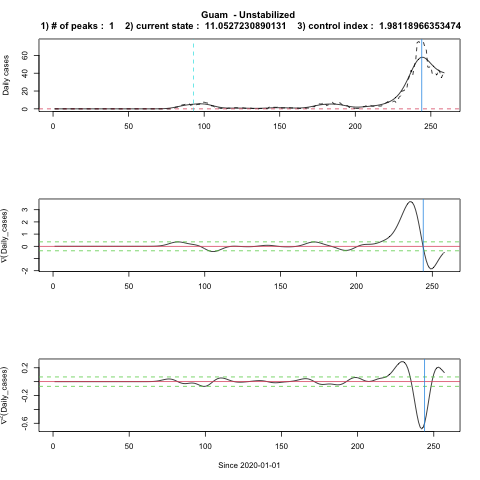 Guam - Unstabilized
1) # of peaks : 1 2) current state : 11.0527230890131 3) control index : 1.98118966353474
Daily cases
60
40
20
0
0 50 100 150 200 250
∇(Daily_cases)
3
2
1
0
-2
0 50 100 150 200 250
∇²(Daily_cases)
0.2
-0.2
-0.6
0 50 100 150 200 250
Since 2020-01-01